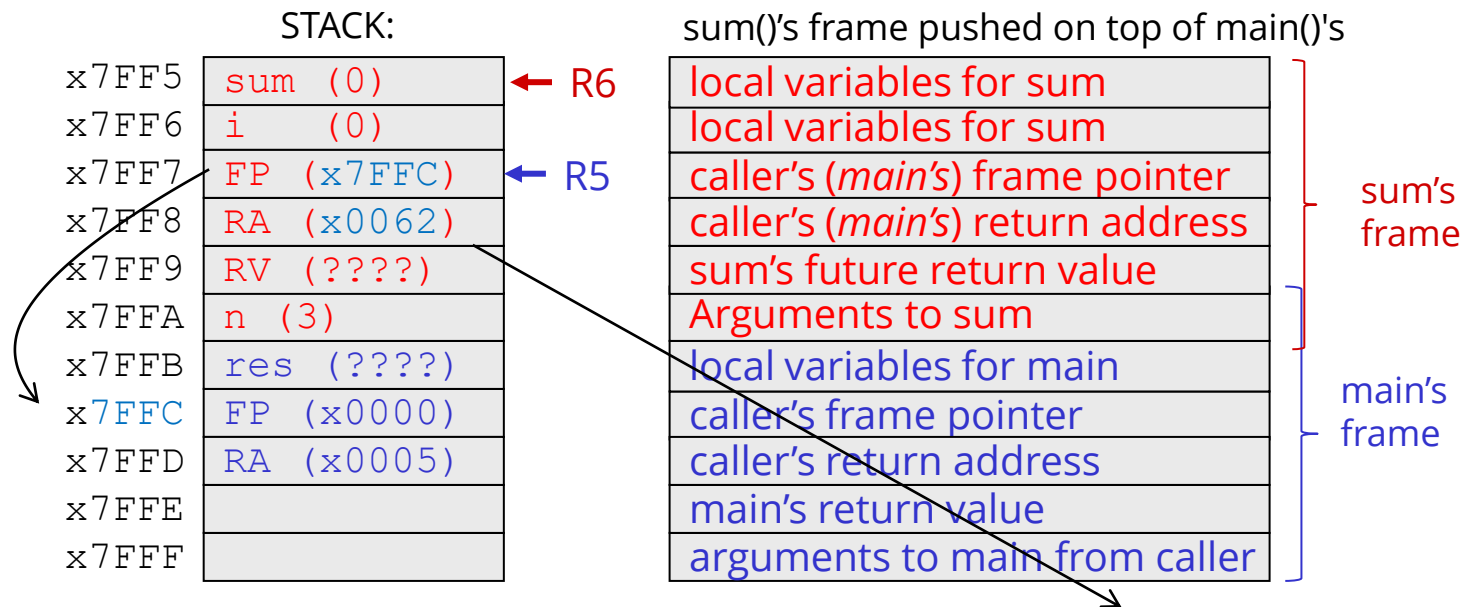 STACK:
sum()’s frame pushed on top of main()'s
x7FF5 sum (0) R6 local variables for sum
x7FF6 i (0) local variables for sum
x7FF7 FP (x7FFC) R5 caller’s (main’s) frame pointer
x7FF8 RA (x0062) caller’s (main’s) return address
x7FF9 RV (????) sum’s future return value
x7FFA n (3) Arguments to sum
x7FFB res (????) local variables for main
x7FFC FP (x0000) caller’s frame pointer
x7FFD RA (x0005) caller’s return address
x7FFE main’s return value
x7FFF arguments to main from caller
sum’s
frame
main’s
frame